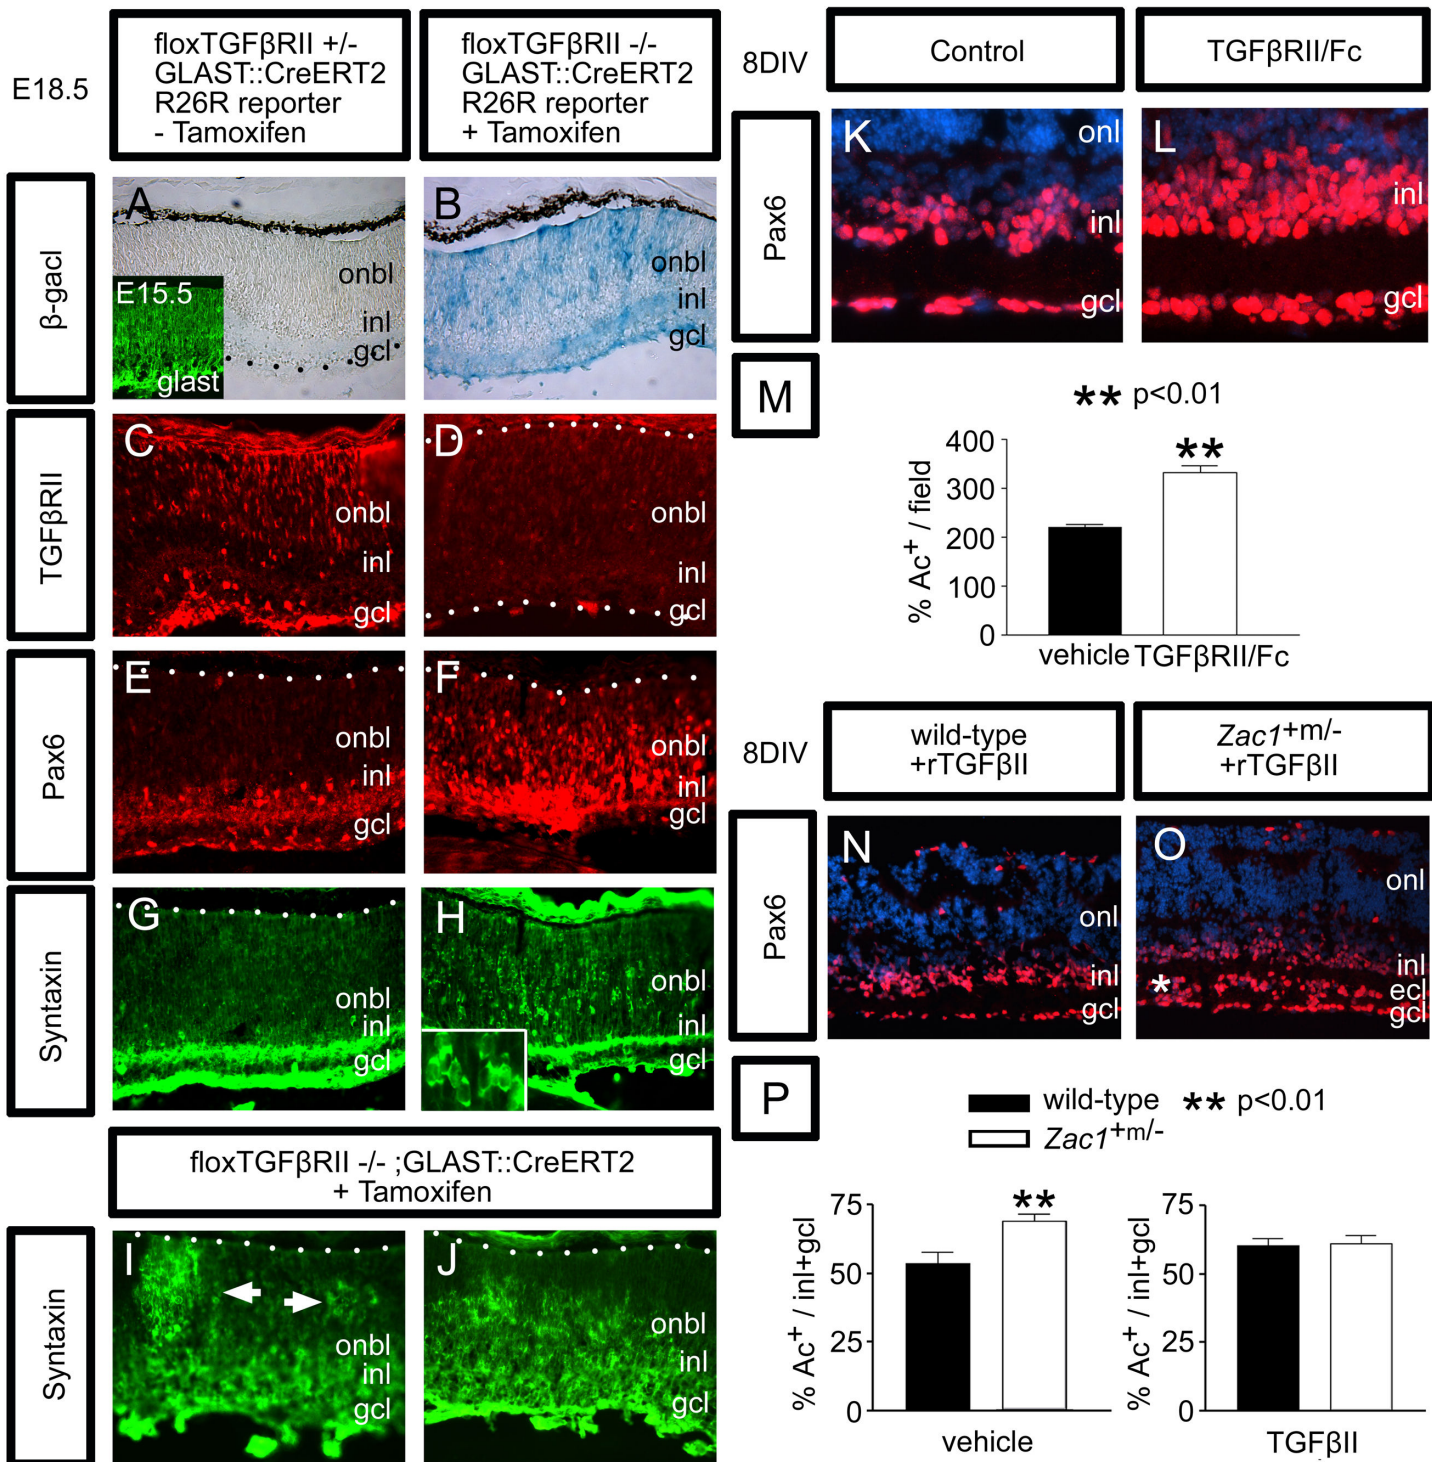 E18.5
floxTGFβRII +/-
GLAST::CreERT2
R26R reporter
- Tamoxifen
floxTGFβRII -/-
GLAST::CreERT2
R26R reporter
+ Tamoxifen
β-gacl
A
onbl
inl
gcl
E15.5
glast
B
onbl
inl
gcl
TGFβRII
C
onbl
inl
gcl
D
onbl
inl
gcl
Pax6
E
onbl
inl
gcl
F
onbl
inl
gcl
Syntaxin
G
onbl
inl
gcl
H
onbl
inl
gcl
floxTGFβRII -/- ;GLAST::CreERT2
+ Tamoxifen
Syntaxin
I
onbl
inl
gcl
J
onbl
inl
gcl
8DIV
Control
TGFβRII/Fc
Pax6
K
onl
inl
gcl
L
inl
gcl
M
** p<0.01
% Ac+ / field
400
300
200
100
0
**
vehicle TGFβRII/Fc
8DIV
wild-type
+rTGFβII
Zac1+m/-
+rTGFβII
Pax6
N
onl
inl
gcl
O
onl
inl
ecl
gcl
*
P
wild-type ** p<0.01
Zac1+m/-
% Ac+ / inl+gcl
75
50
25
0
**
vehicle
% Ac+ / inl+gcl
75
50
25
0
TGFβII